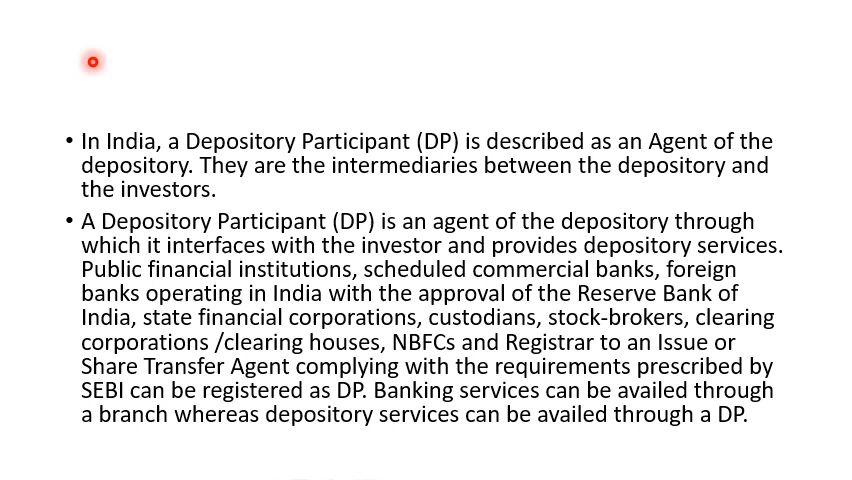 • In India, a Depository Participant (DP) is described as an Agent of the
depository. They are the intermediaries between the depository and
the investors.
• A Depository Participant (DP) is an agent of the depository through
which it interfaces with the investor and provides depository services.
Public financial institutions, scheduled commercial banks, foreign
banks operating in India with the approval of the Reserve Bank of
India, state financial corporations, custodians, stock-brokers, clearing
corporations /clearing houses, NBFCs and Registrar to an Issue or
Share Transfer Agent complying with the requirements prescribed by
SEBI can be registered as DP. Banking services can be availed through
a branch whereas depository services can be availed through a DP.